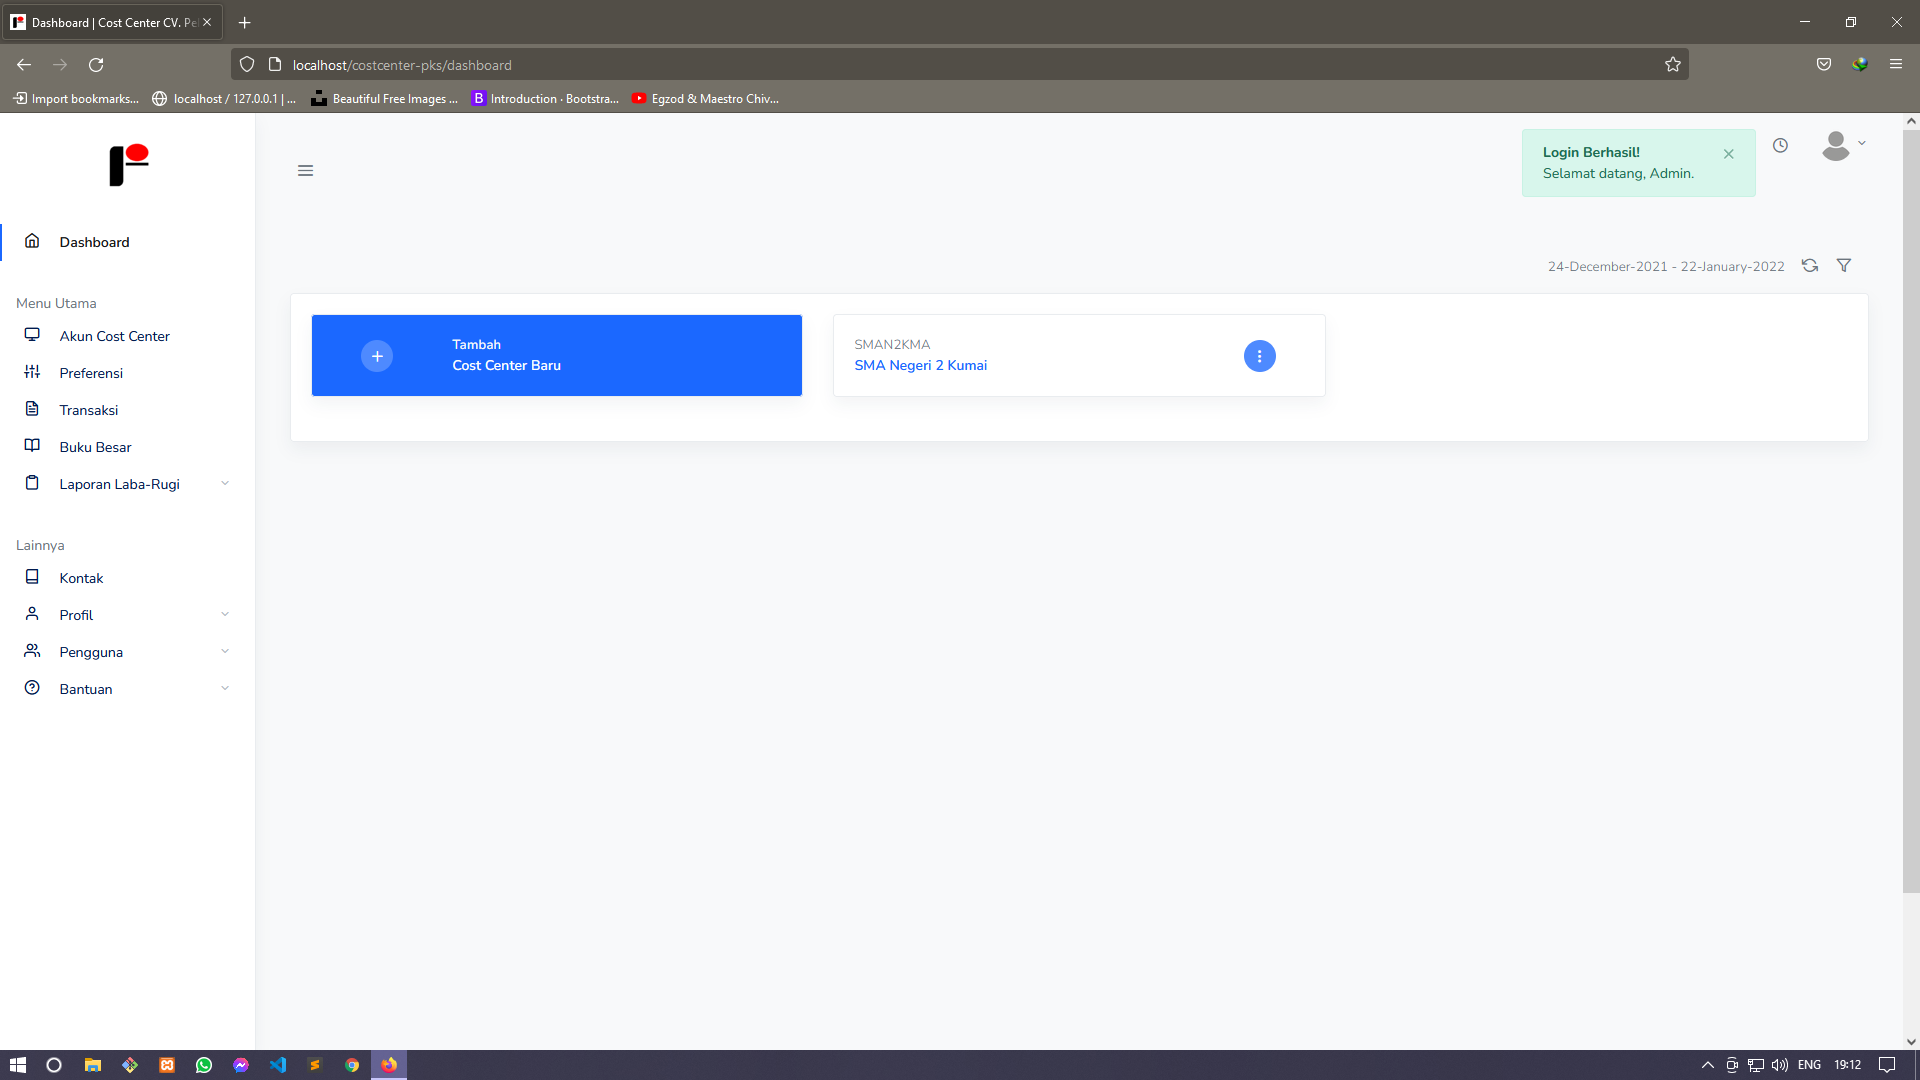 Dashboard | Cost Center CV. Pe
localhost/costcenter-pks/dashboard
Import bookmarks...
localhost / 127.0.0.1 | ...
Beautiful Free Images ...
B Introduction · Bootstra...
Egzod & Maestro Chiv...
Login Berhasil!
Selamat datang, Admin.
Dashboard
24-December-2021 - 22-January-2022
Menu Utama
Akun Cost Center
Preferensi
Transaksi
Buku Besar
Laporan Laba-Rugi
Tambah
Cost Center Baru
SMAN2KMA
SMA Negeri 2 Kumai
Lainnya
Kontak
Profil
Pengguna
Bantuan
ENG
19:12